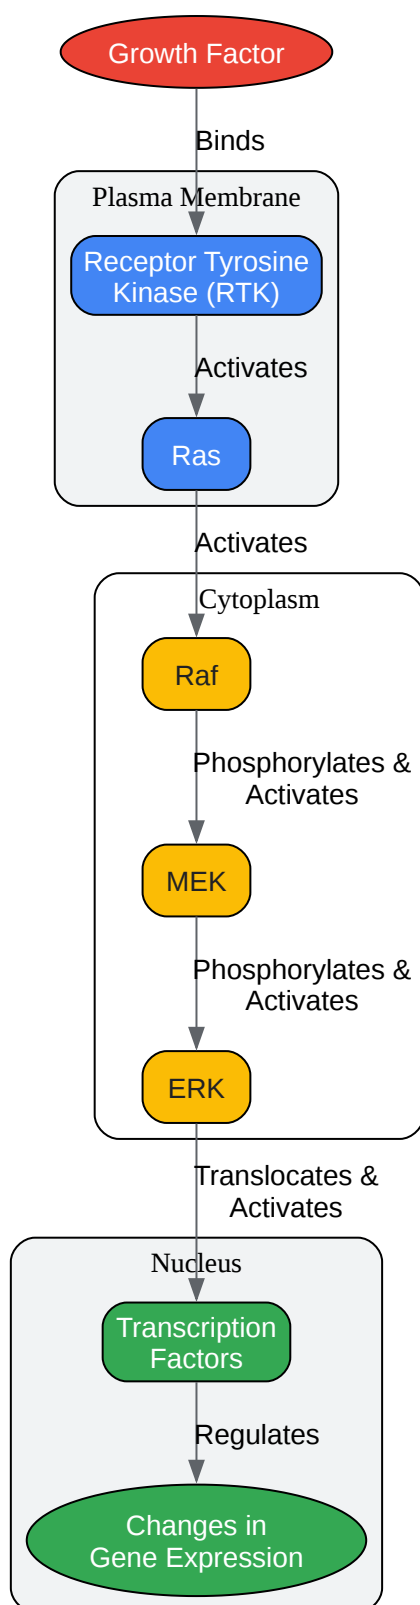 Growth Factor
Binds
Plasma Membrane
Receptor Tyrosine
Kinase (RTK)
Activates
Ras
Activates
Cytoplasm
Raf
Phosphorylates &
Activates
MEK
Phosphorylates &
Activates
ERK
Translocates &
Activates
Nucleus
Transcription
Factors
Regulates
Changes in
Gene Expression